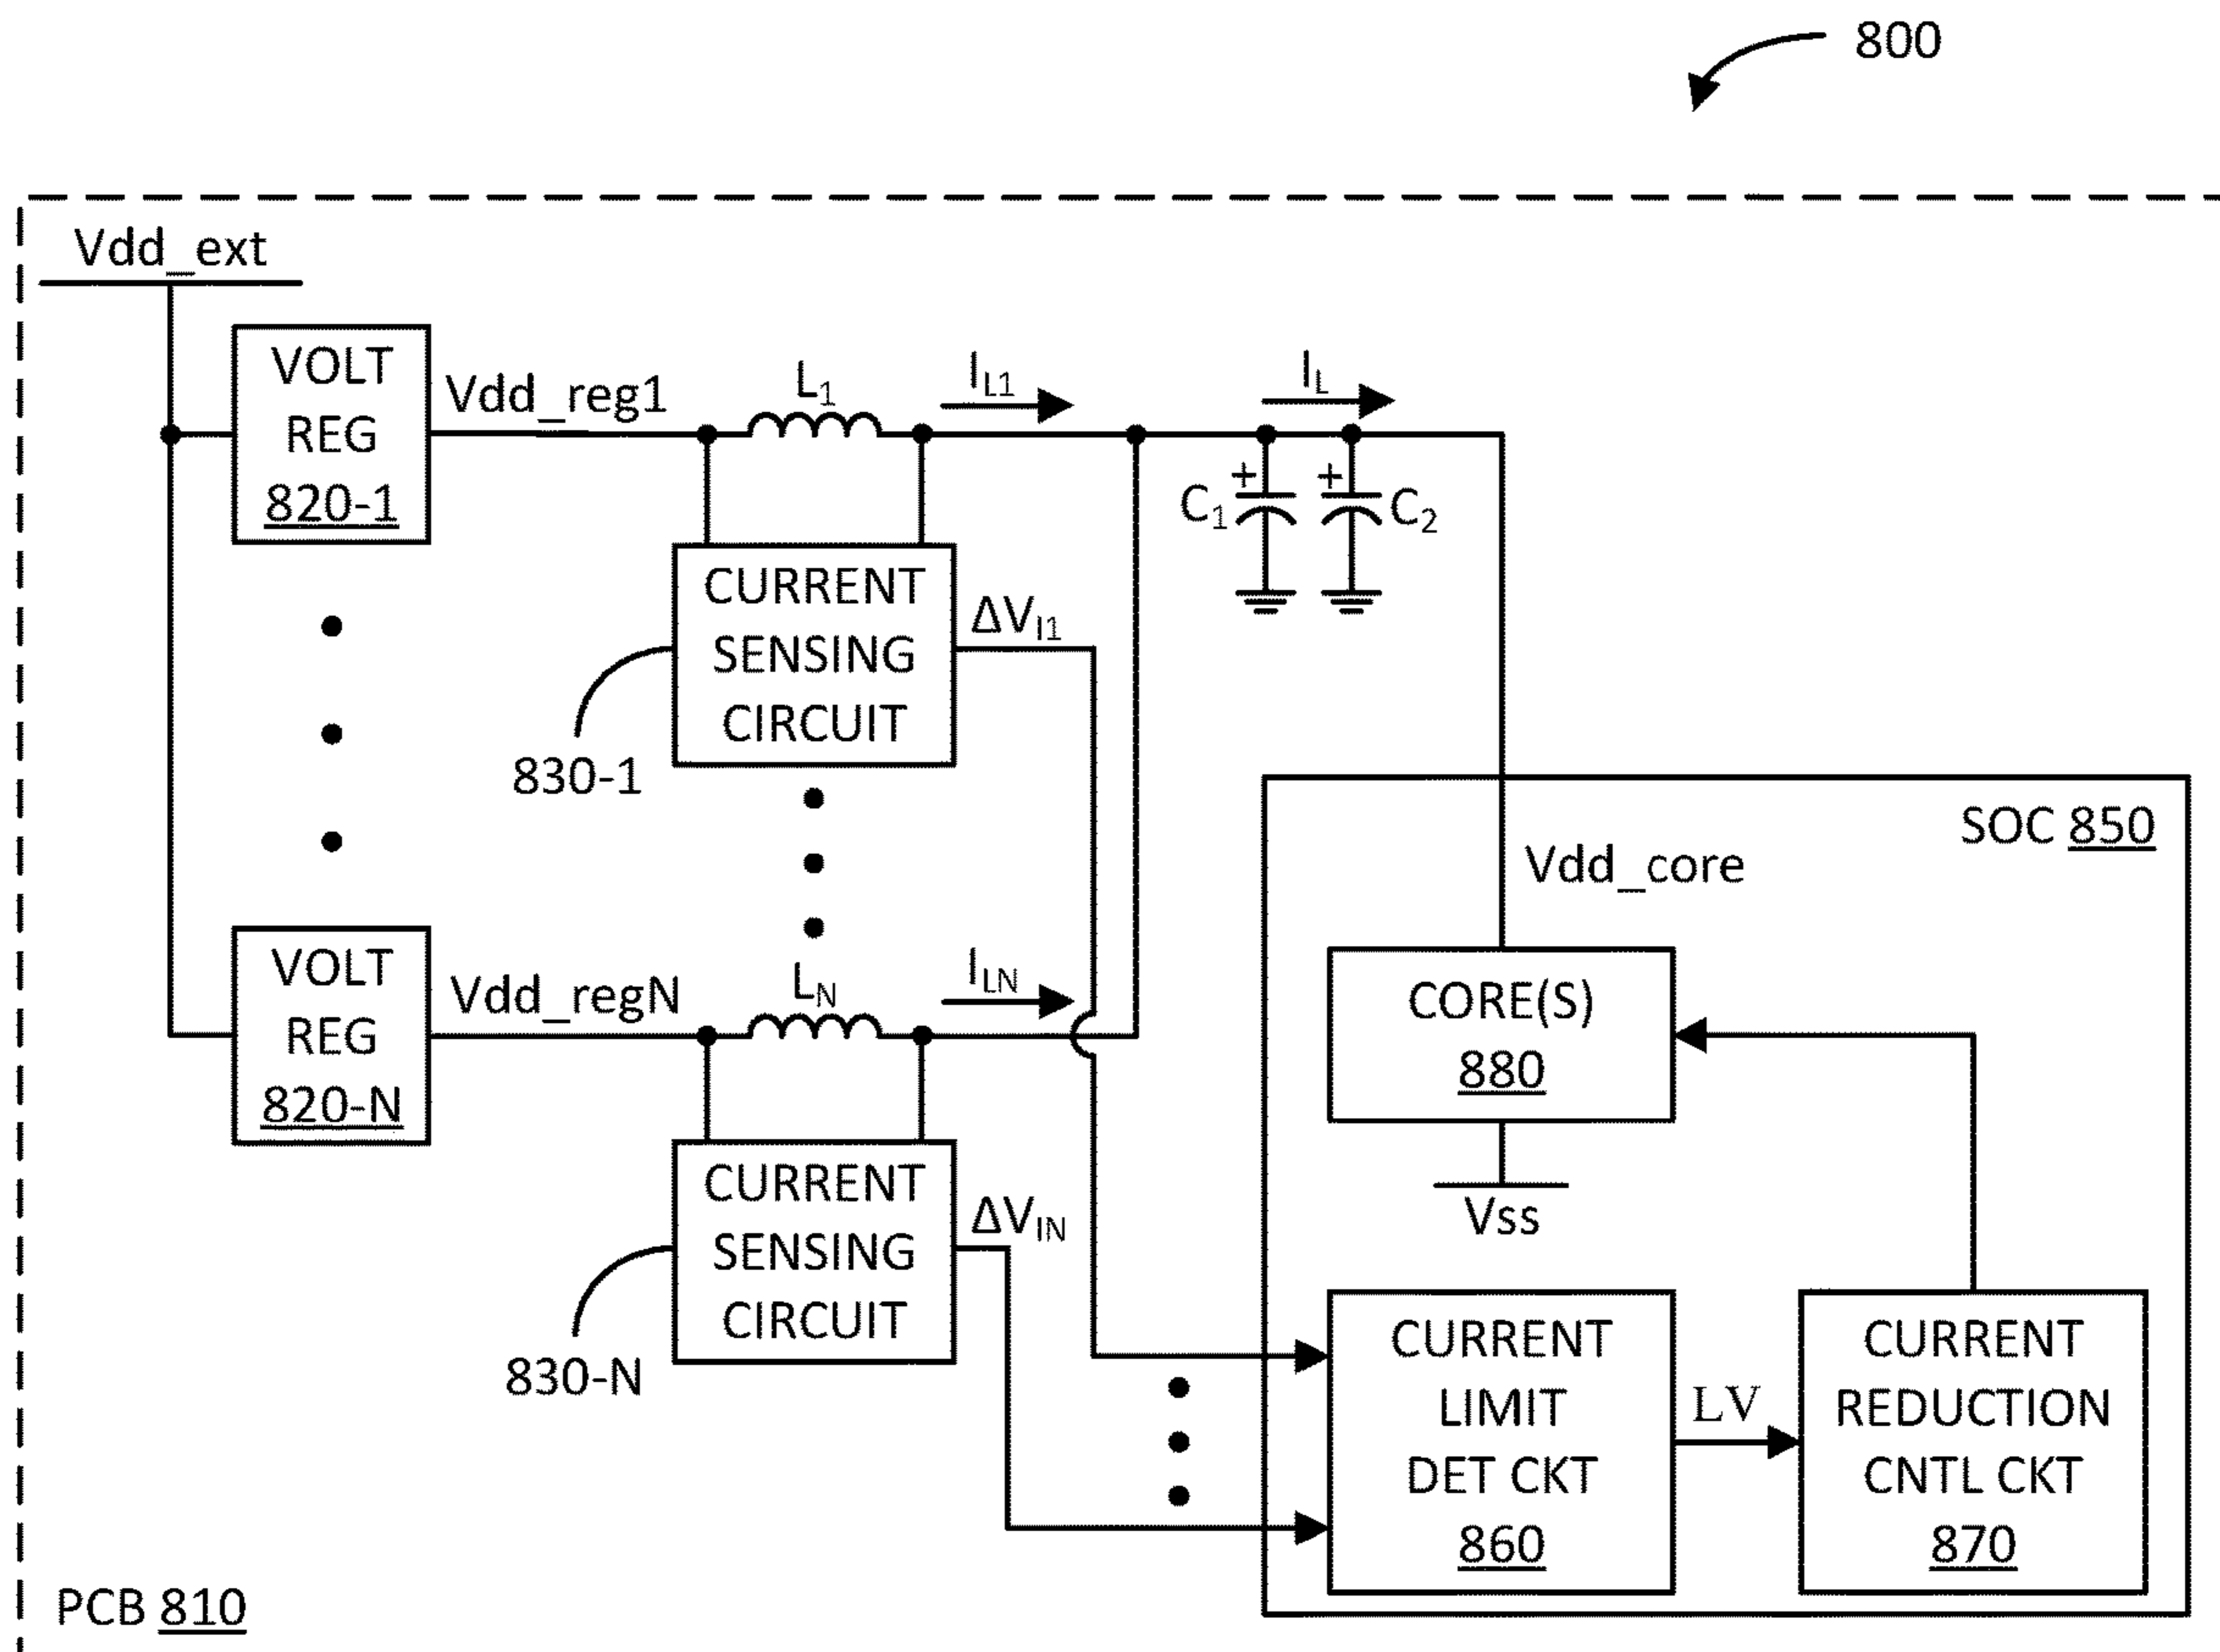 800
Vdd_ext
VOLT
REG
820-1
Vdd_reg1
L1
IL1
IL
+
+
C1
C2
CURRENT
SENSING
CIRCUIT
ΔVI1
830-1
SOC 850
Vdd_core
VOLT
REG
820-N
Vdd_regN
LN
ILN
CORE(S)
880
Vss
CURRENT
SENSING
CIRCUIT
ΔVIN
830-N
CURRENT
LIMIT
DET CKT
860
LV
CURRENT
REDUCTION
CNTL CKT
870
PCB 810